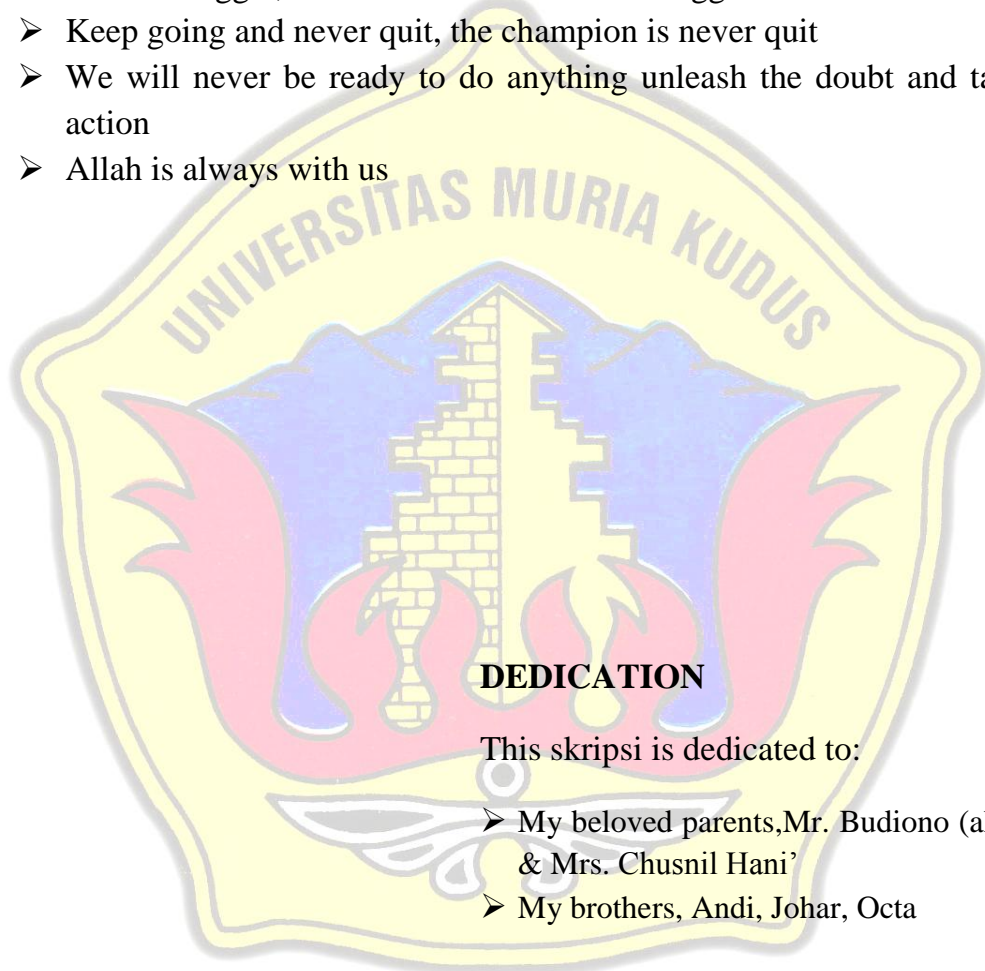 ➢ Keep going and never quit, the champion is never quit
➢ We will never be ready to do anything unleash the doubt and
action
➢ Allah is always with us
UNIVERSITAS MURIA KUDUS
DEDICATION
This skripsi is dedicated to:
➢ My beloved parents,Mr. Budiono
& Mrs. Chusnil Hani’
➢ My brothers, Andi, Johar, Octa